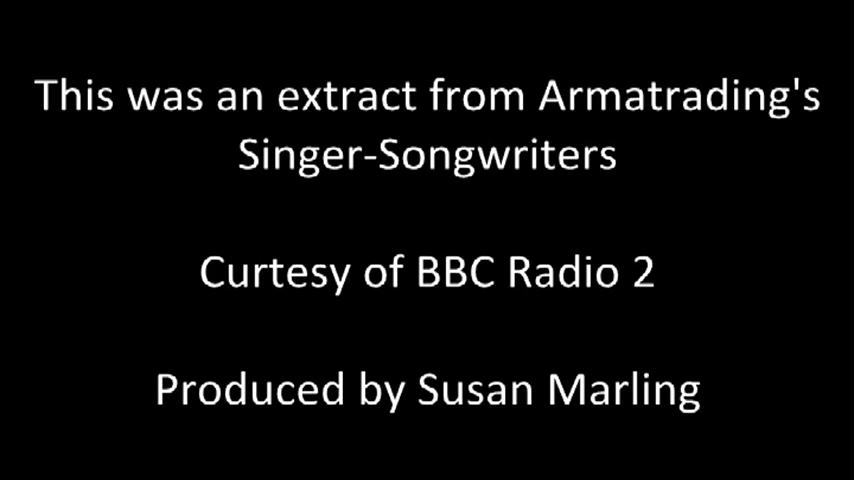 This was an extract from Armatrading's
Singer-Songwriters
Curtesy of BBC Radio 2
Produced by Susan Marling